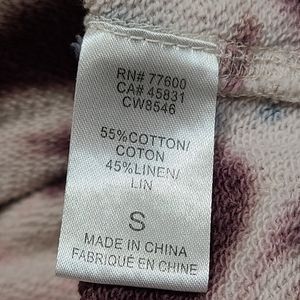 RN# 77600
CA# 45831
CW8546
55%COTTON/
COTON
45%LINEN/
LIN
S
MADE IN CHINA
FABRIQUÉ EN CHINE